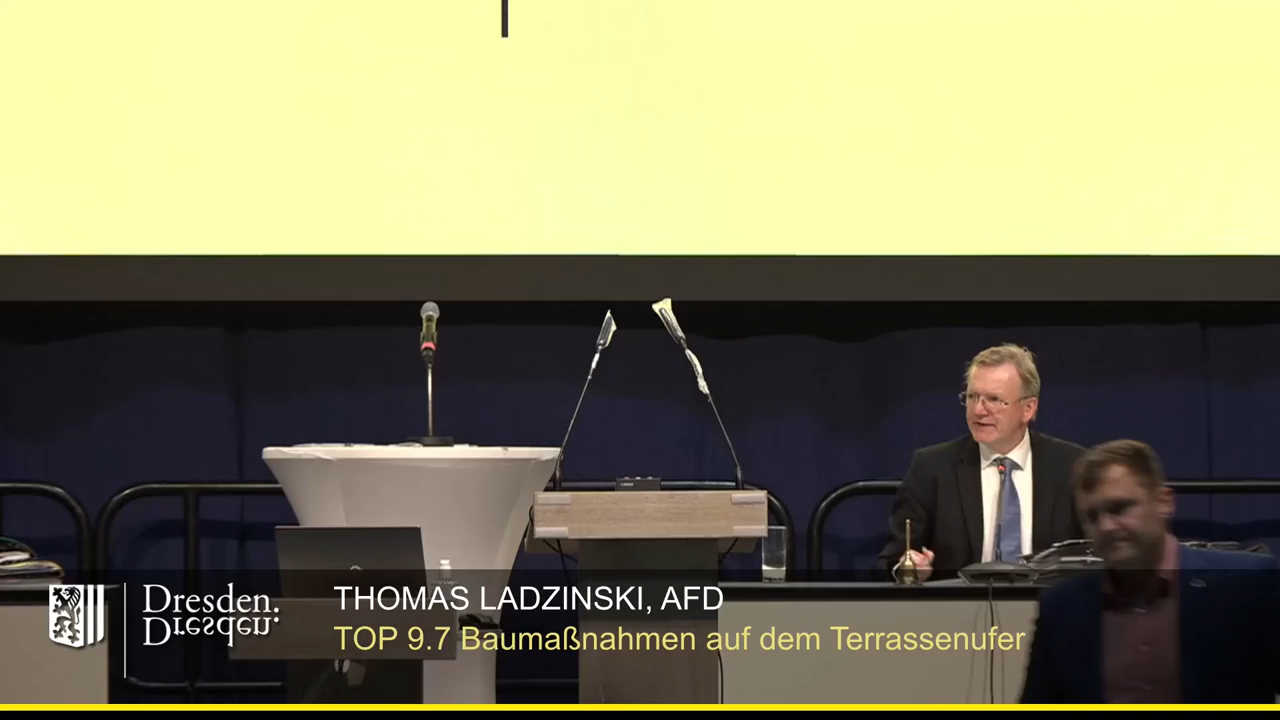 THOMAS LADZINSKI, AFD
Dresden.
Dresden.
TOP 9.7 Baumaßnahmen auf dem Terrassenufer